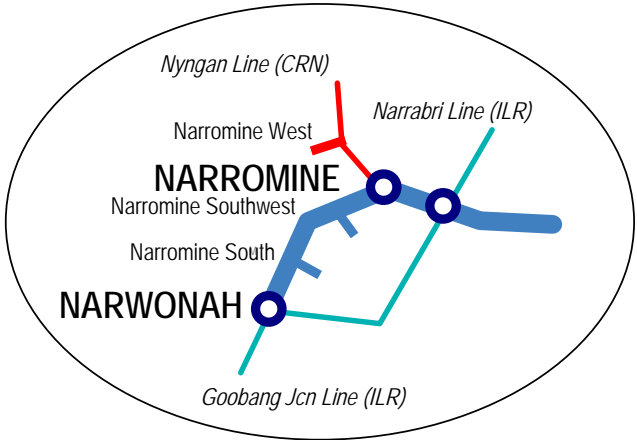 Nyngan Line (CRN)
Narrabri Line (ILR)
Narromine West
NARROMINE
Narromine Southwest
Narromine South
NARWONAH
Goobang Jcn Line (ILR)